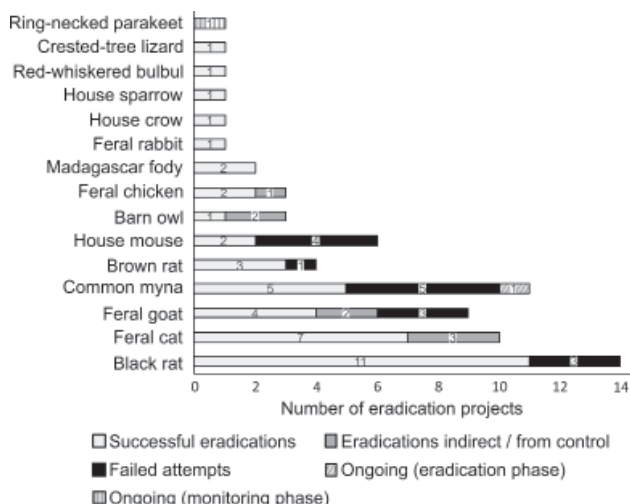 Ring-necked parakeet 1
Crested-tree lizard 1
Red-whiskered bulbul 1
House sparrow 1
House crow 1
Feral rabbit 1
Madagascar fody 2
Feral chicken 2 1
Barn owl 1 2
House mouse 2 4
Brown rat 3 1
Common myna 5 5 1
Feral goat 4 2 3
Feral cat 7 3
Black rat 11 3
0 2 4 6 8 10 12 14
Number of eradication projects
Successful eradications Eradications indirect / from control
Failed attempts Ongoing (eradication phase)
Ongoing (monitoring phase)